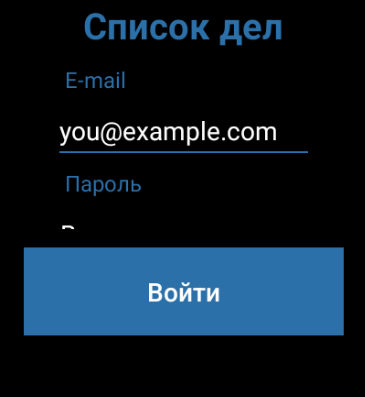 Список дел
E-mail
you@example.com
Пароль
Войти